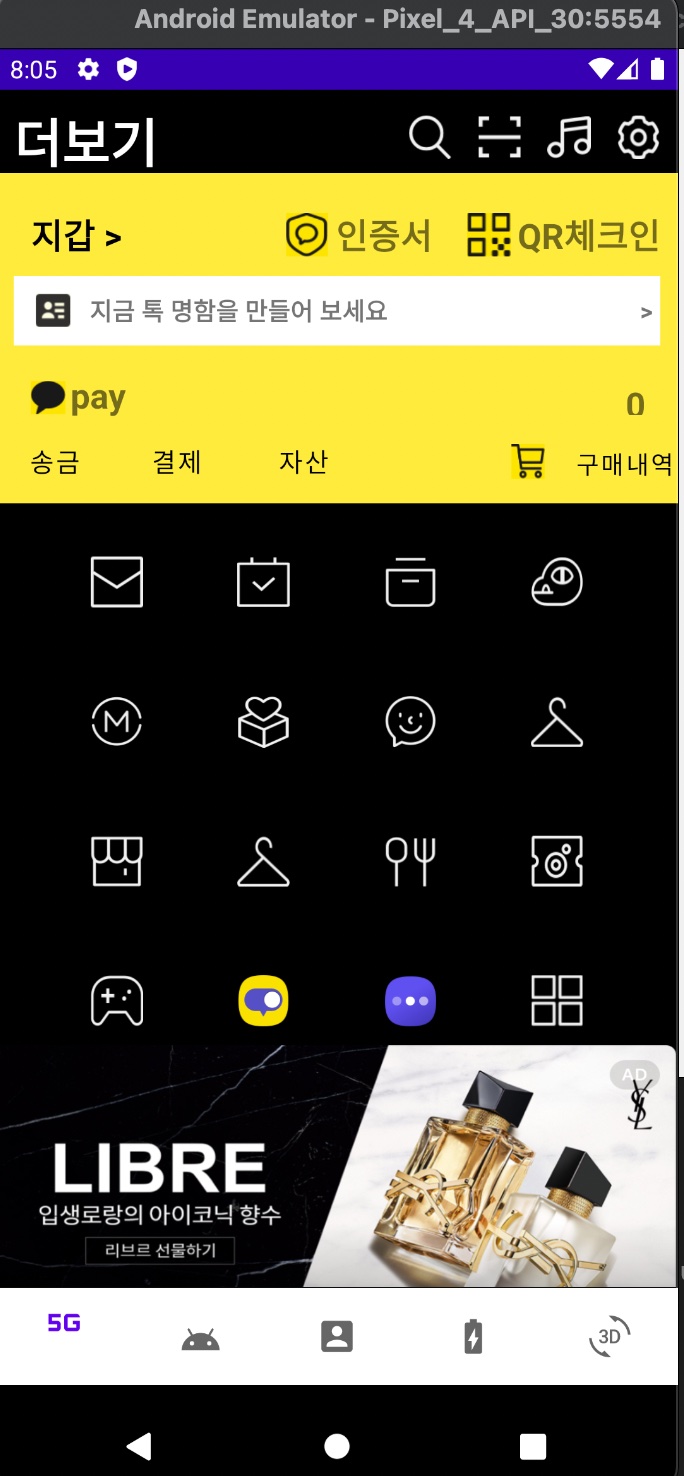 Android Emulator - Pixel_4_API_30:5554
8:05
더보기
지갑 > 인증서 QR체크인
지금 톡 명함을 만들어 보세요 >
pay 0
송금 결제 자산 구매내역
M
AD
YSL
LIBRE
입생로랑의 아이코닉 향수
리브르 선물하기
5G 3D